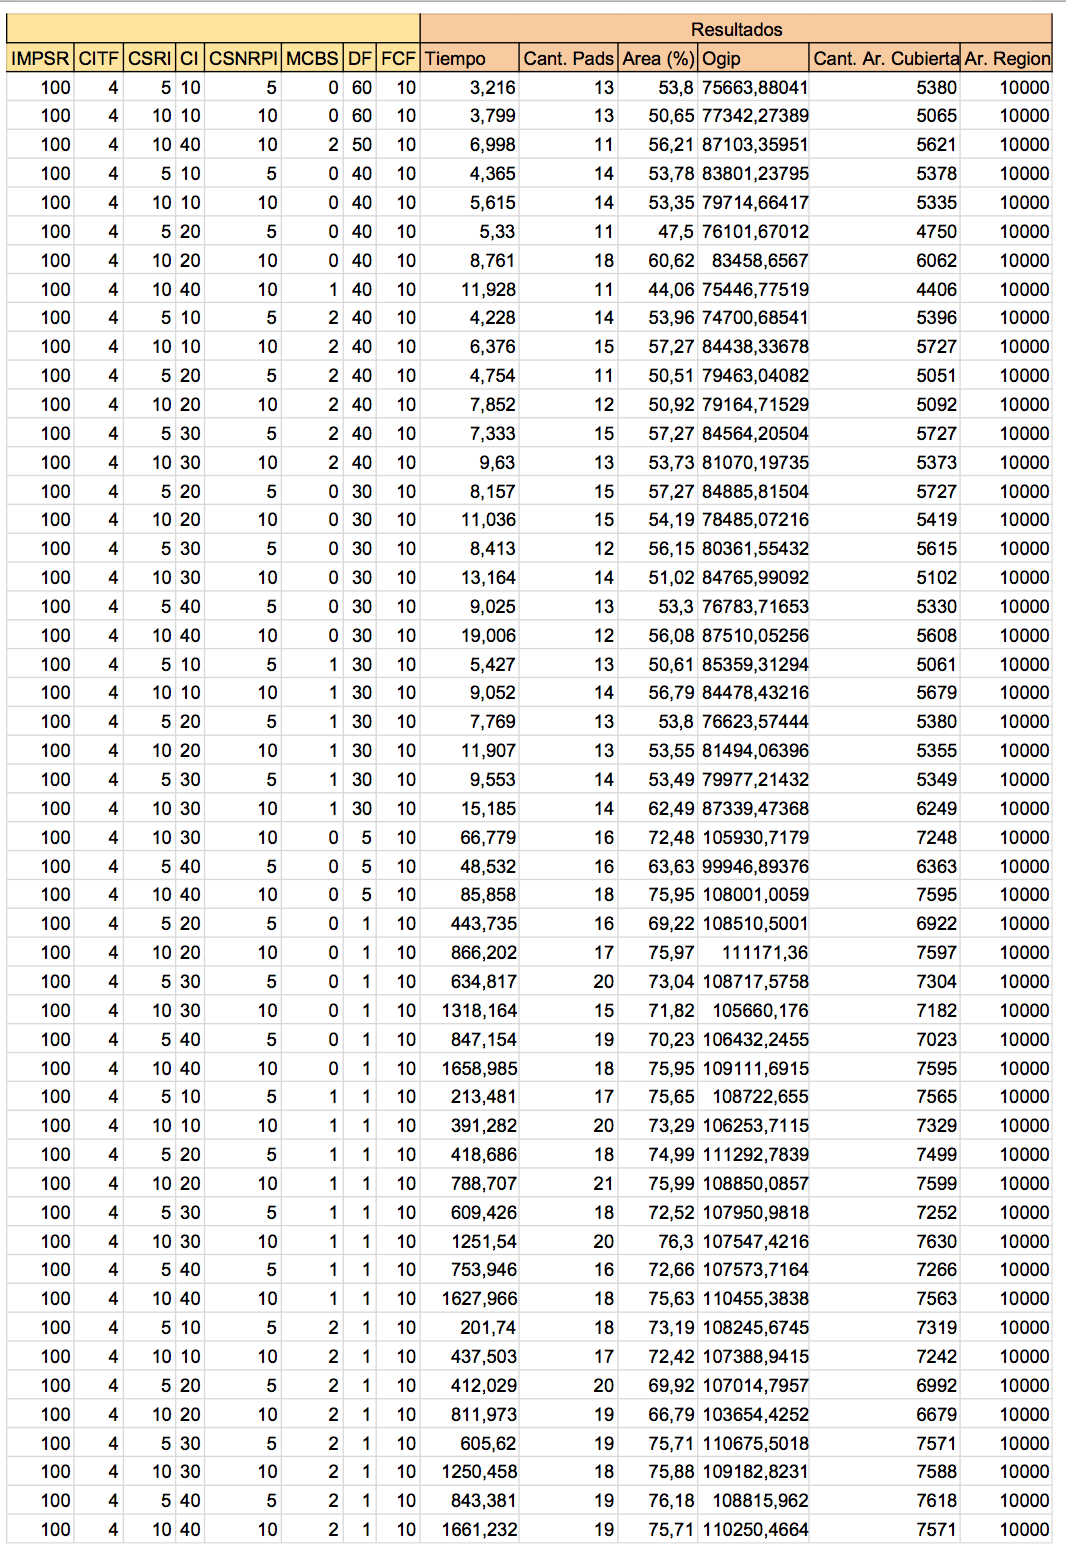 Resultados
IMPSR CITF CSRI CI CSNRPI MCBS DF FCF Tiempo Cant. Pads Area (%) Ogip Cant. Ar. Cubierta Ar. Region
100 4 5 10 5 0 60 10 3,216 13 53,8 75663,88041 5380 10000
100 4 10 10 10 0 60 10 3,799 13 50,65 77342,27389 5065 10000
100 4 10 40 10 2 50 10 6,998 11 56,21 87103,35951 5621 10000
100 4 5 10 5 0 40 10 4,365 14 53,78 83801,23795 5378 10000
100 4 10 10 10 0 40 10 5,615 14 53,35 79714,66417 5335 10000
100 4 5 20 5 0 40 10 5,33 11 47,5 76101,67012 4750 10000
100 4 10 20 10 0 40 10 8,761 18 60,62 83458,6567 6062 10000
100 4 10 40 10 1 40 10 11,928 11 44,06 75446,77519 4406 10000
100 4 5 10 5 2 40 10 4,228 14 53,96 74700,68541 5396 10000
100 4 10 10 10 2 40 10 6,376 15 57,27 84438,33678 5727 10000
100 4 5 20 5 2 40 10 4,754 11 50,51 79463,04082 5051 10000
100 4 10 20 10 2 40 10 7,852 12 50,92 79164,71529 5092 10000
100 4 5 30 5 2 40 10 7,333 15 57,27 84564,20504 5727 10000
100 4 10 30 10 2 40 10 9,63 13 53,73 81070,19735 5373 10000
100 4 5 20 5 0 30 10 8,157 15 57,27 84885,81504 5727 10000
100 4 10 20 10 0 30 10 11,036 15 54,19 78485,07216 5419 10000
100 4 5 30 5 0 30 10 8,413 12 56,15 80361,55432 5615 10000
100 4 10 30 10 0 30 10 13,164 14 51,02 84765,99092 5102 10000
100 4 5 40 5 0 30 10 9,025 13 53,3 76783,71653 5330 10000
100 4 10 40 10 0 30 10 19,006 12 56,08 87510,05256 5608 10000
100 4 5 10 5 1 30 10 5,427 13 50,61 85359,31294 5061 10000
100 4 10 10 10 1 30 10 9,052 14 56,79 84478,43216 5679 10000
100 4 5 20 5 1 30 10 7,769 13 53,8 76623,57444 5380 10000
100 4 10 20 10 1 30 10 11,907 13 53,55 81494,06396 5355 10000
100 4 5 30 5 1 30 10 9,553 14 53,49 79977,21432 5349 10000
100 4 10 30 10 1 30 10 15,185 14 62,49 87339,47368 6249 10000
100 4 10 30 10 0 5 10 66,779 16 72,48 105930,7179 7248 10000
100 4 5 40 5 0 5 10 48,532 16 63,63 99946,89376 6363 10000
100 4 10 40 10 0 5 10 85,858 18 75,95 108001,0059 7595 10000
100 4 5 20 5 0 1 10 443,735 16 69,22 108510,5001 6922 10000
100 4 10 20 10 0 1 10 866,202 17 75,97 111171,36 7597 10000
100 4 5 30 5 0 1 10 634,817 20 73,04 108717,5758 7304 10000
100 4 10 30 10 0 1 10 1318,164 15 71,82 105660,176 7182 10000
100 4 5 40 5 0 1 10 847,154 19 70,23 106432,2455 7023 10000
100 4 10 40 10 0 1 10 1658,985 18 75,95 109111,6915 7595 10000
100 4 5 10 5 1 1 10 213,481 17 75,65 108722,655 7565 10000
100 4 10 10 10 1 1 10 391,282 20 73,29 106253,7115 7329 10000
100 4 5 20 5 1 1 10 418,686 18 74,99 111292,7839 7499 10000
100 4 10 20 10 1 1 10 788,707 21 75,99 108850,0857 7599 10000
100 4 5 30 5 1 1 10 609,426 18 72,52 107950,9818 7252 10000
100 4 10 30 10 1 1 10 1251,54 20 76,3 107547,4216 7630 10000
100 4 5 40 5 1 1 10 753,946 16 72,66 107573,7164 7266 10000
100 4 10 40 10 1 1 10 1627,966 18 75,63 110455,3838 7563 10000
100 4 5 10 5 2 1 10 201,74 18 73,19 108245,6745 7319 10000
100 4 10 10 10 2 1 10 437,503 17 72,42 107388,9415 7242 10000
100 4 5 20 5 2 1 10 412,029 20 69,92 107014,7957 6992 10000
100 4 10 20 10 2 1 10 811,973 19 66,79 103654,4252 6679 10000
100 4 5 30 5 2 1 10 605,62 19 75,71 110675,5018 7571 10000
100 4 10 30 10 2 1 10 1250,458 18 75,88 109182,8231 7588 10000
100 4 5 40 5 2 1 10 843,381 19 76,18 108815,962 7618 10000
100 4 10 40 10 2 1 10 1661,232 19 75,71 110250,4664 7571 10000